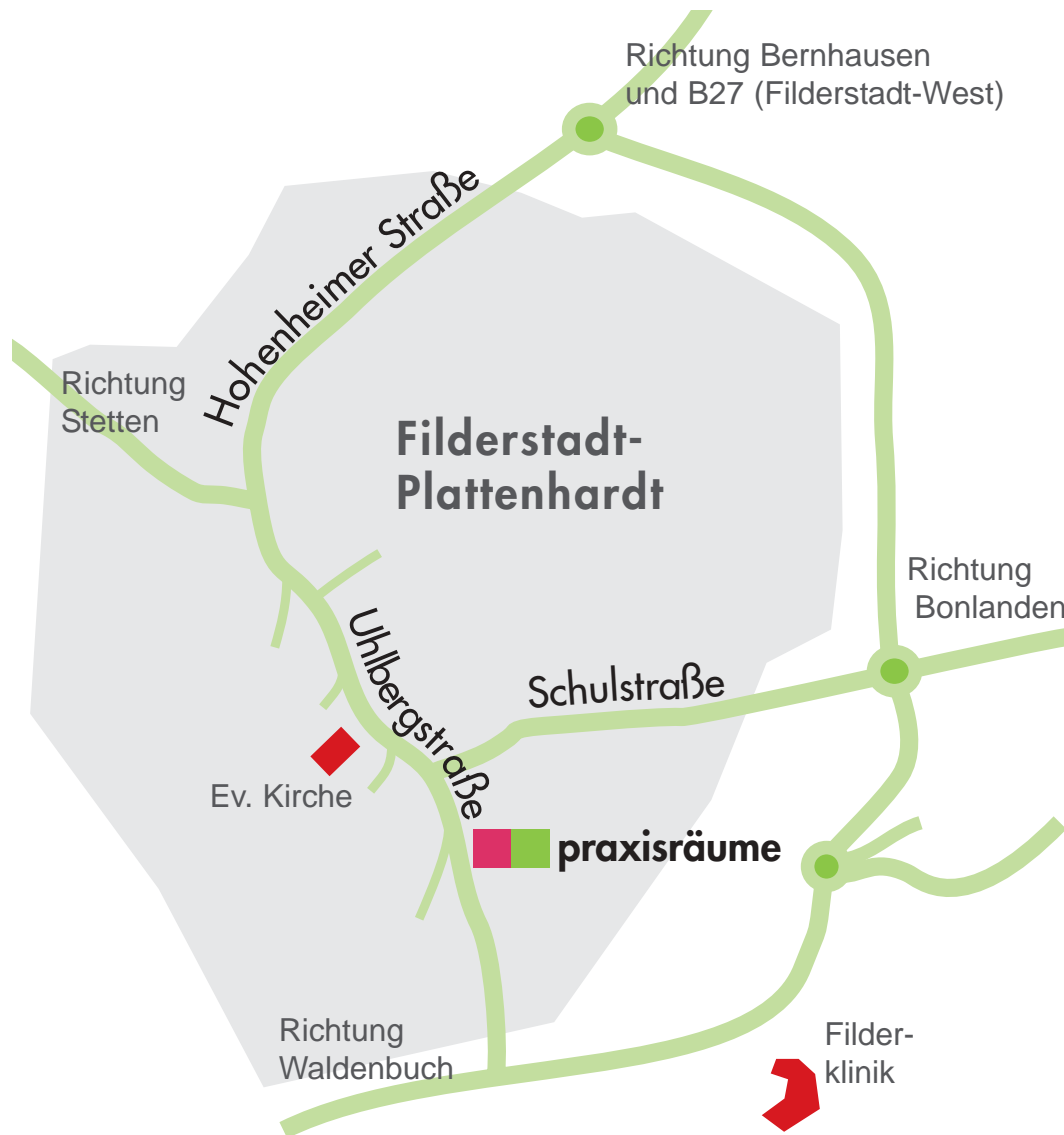 Richtung Bernhausen
und B27 (Filderstadt-West)
Hohenheimer Straße
Richtung
Stetten
Filderstadt-
Plattenhardt
Richtung
Bonlanden
Uhlbergstraße
Schulstraße
Ev. Kirche
praxisräume
Richtung
Waldenbuch
Filder-
klinik